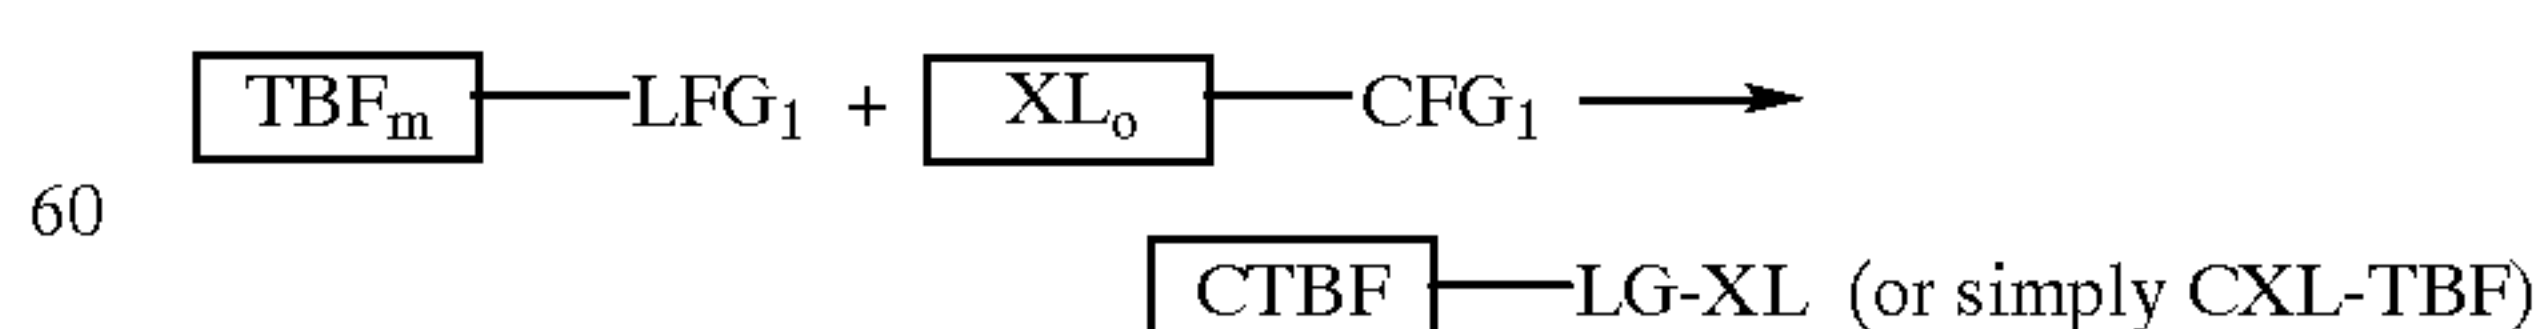 TBFm LFG1 + XLo CFG1
60
CTBF LG-XL (or simply CXL-TBF)